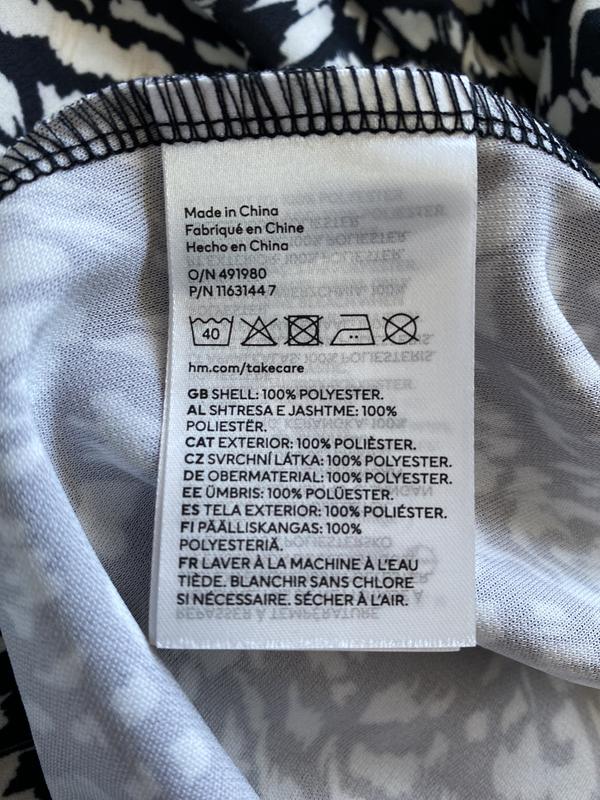 Made in China
Fabriqué en Chine
Hecho en China
O/N 491980
P/N 1163144 7
40
hm.com/takecare
GB SHELL: 100% POLYESTER.
AL SHTRESA E JASHTME: 100%
POLIESTËR.
CAT EXTERIOR: 100% POLIÈSTER.
CZ SVRCHNÍ LÁTKA: 100% POLYESTER.
DE OBERMATERIAL: 100% POLYESTER.
EE ÜMBRIS: 100% POLÜESTER.
ES TELA EXTERIOR: 100% POLIÉSTER.
FI PÄÄLLISKANGAS: 100%
POLYESTERIÄ.
FR LAVER À LA MACHINE À L'EAU
TIÈDE. BLANCHIR SANS CHLORE
SI NÉCESSAIRE. SÉCHER À L'AIR.